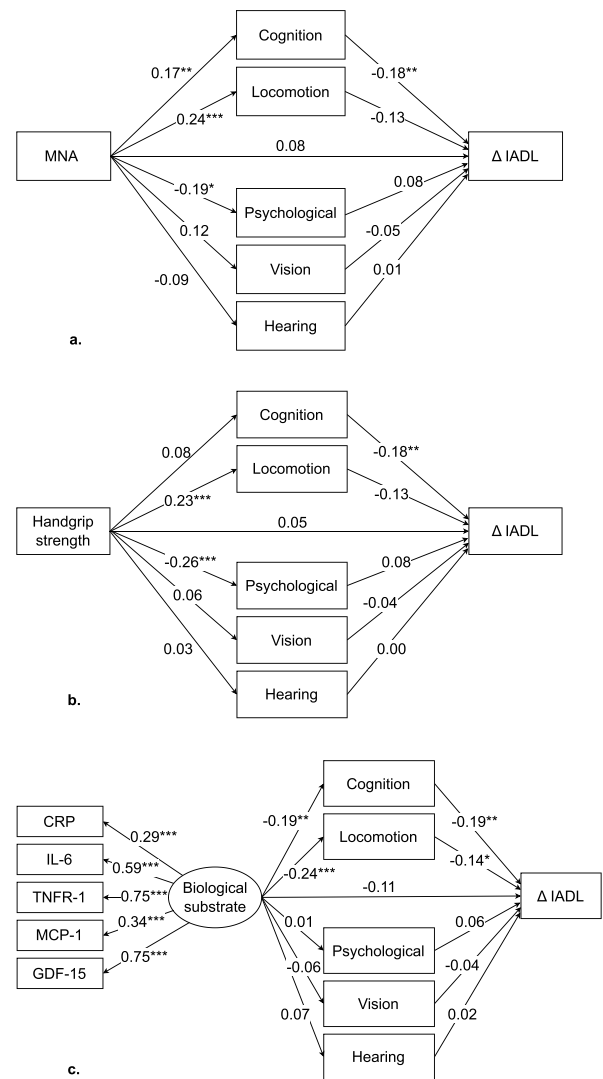 Cognition
0.17**
-0.18**
Locomotion
0.24***
-0.13
MNA
0.08
Δ IADL
-0.19*
0.08
Psychological
0.12
-0.05
Vision
-0.09
0.01
Hearing
a.
Cognition
0.08
-0.18**
Locomotion
0.23***
-0.13
Handgrip
strength
0.05
Δ IADL
-0.26***
0.08
Psychological
0.06
-0.04
Vision
0.03
0.00
Hearing
b.
Cognition
CRP
-0.19**
-0.19**
0.29***
Locomotion
IL-6
0.59***
-0.24***
-0.14*
TNFR-1
0.75***
Biological
substrate
-0.11
Δ IADL
MCP-1
0.34***
0.01
0.06
Psychological
GDF-15
0.75***
-0.06
-0.04
Vision
0.07
0.02
Hearing
c.